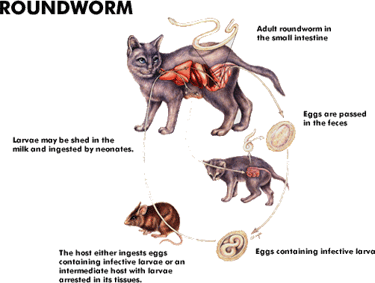 ROUNDWORM
Adult roundworm in
the small intestine
Eggs are passed
in the feces
Larvae may be shed in the
milk and ingested by neonates.
The host either ingests eggs
containing infective larvae or an
intermediate host with larvae
arrested in its tissues.
Eggs containing infective larva